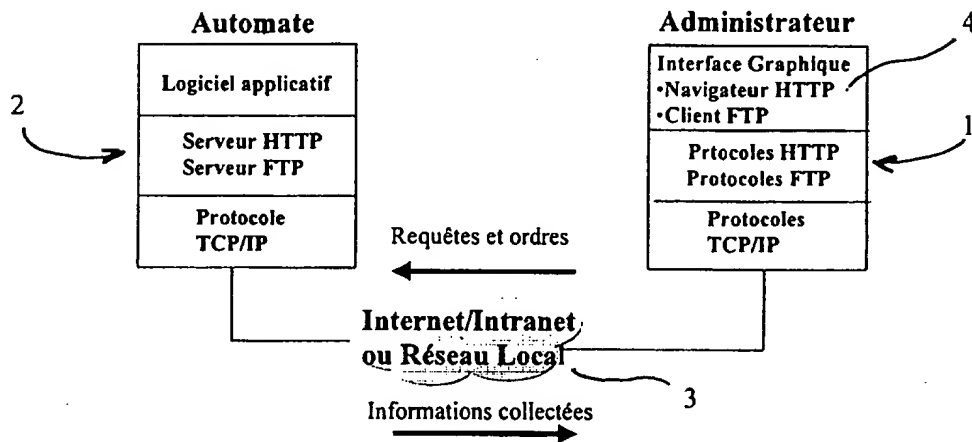 Automate
Administrateur
4
Logiciel applicatif
Interface Graphique
•Navigateur HTTP
•Client FTP
2
Serveur HTTP
Serveur FTP
Prtocoles HTTP
Protocoles FTP
1
Protocole
TCP/IP
Protocoles
TCP/IP
Requêtes et ordres
Internet/Intranet
ou Réseau Local
3
Informations collectées